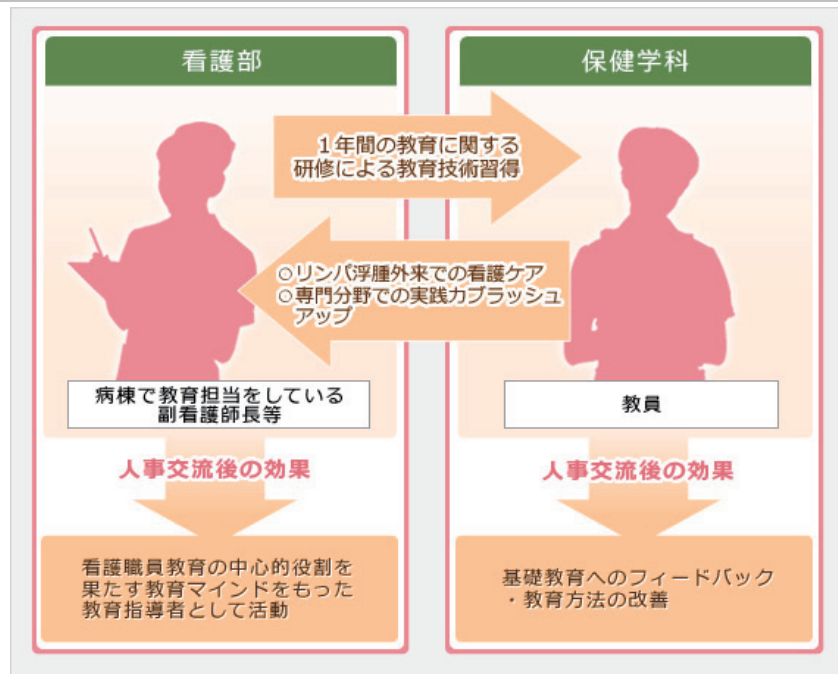 看護部
保健学科
１年間の教育に関する
研修による教育技術習得
○リンパ浮腫外来での看護ケア
○専門分野での実践力ブラッシュ
アップ
病棟で教育担当をしている
副看護師長等
教員
人事交流後の効果
人事交流後の効果
看護職員教育の中心的役割を
果たす教育マインドをもった
教育指導者として活動
基礎教育へのフィードバック
・教育方法の改善